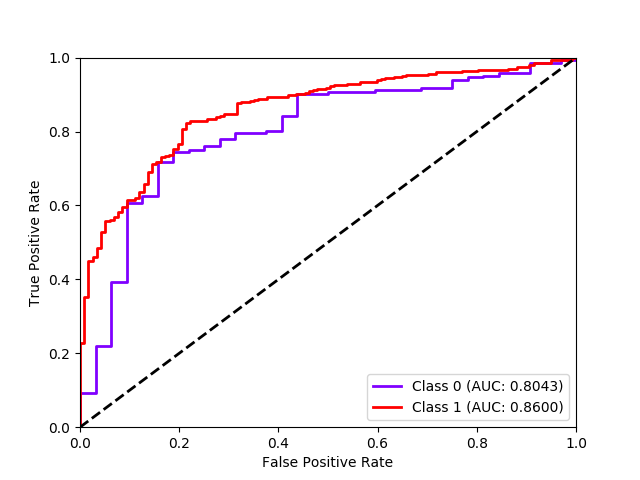 1.0
0.8
0.6
0.4
0.2
0.0
True Positive Rate
Class 0 (AUC: 0.8043)
Class 1 (AUC: 0.8600)
0.0 0.2 0.4 0.6 0.8 1.0
False Positive Rate